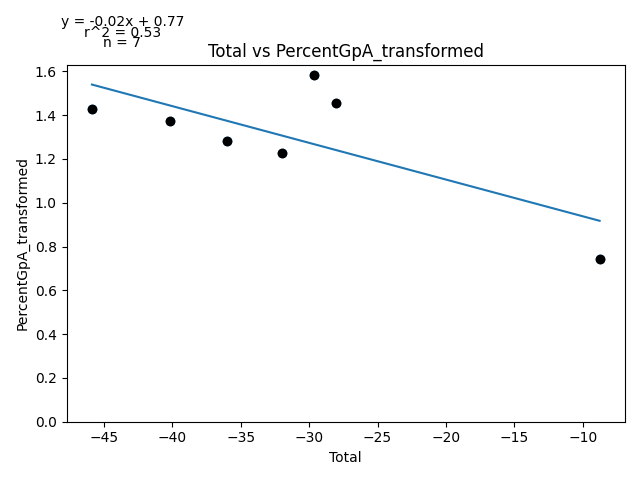 y = -0.02x + 0.77
r^2 = 0.53
n = 7
Total vs PercentGpA_transformed
PercentGpA_transformed
1.6
1.4
1.2
1.0
0.8
0.6
0.4
0.2
0.0
−45 −40 −35 −30 −25 −20 −15 −10
Total